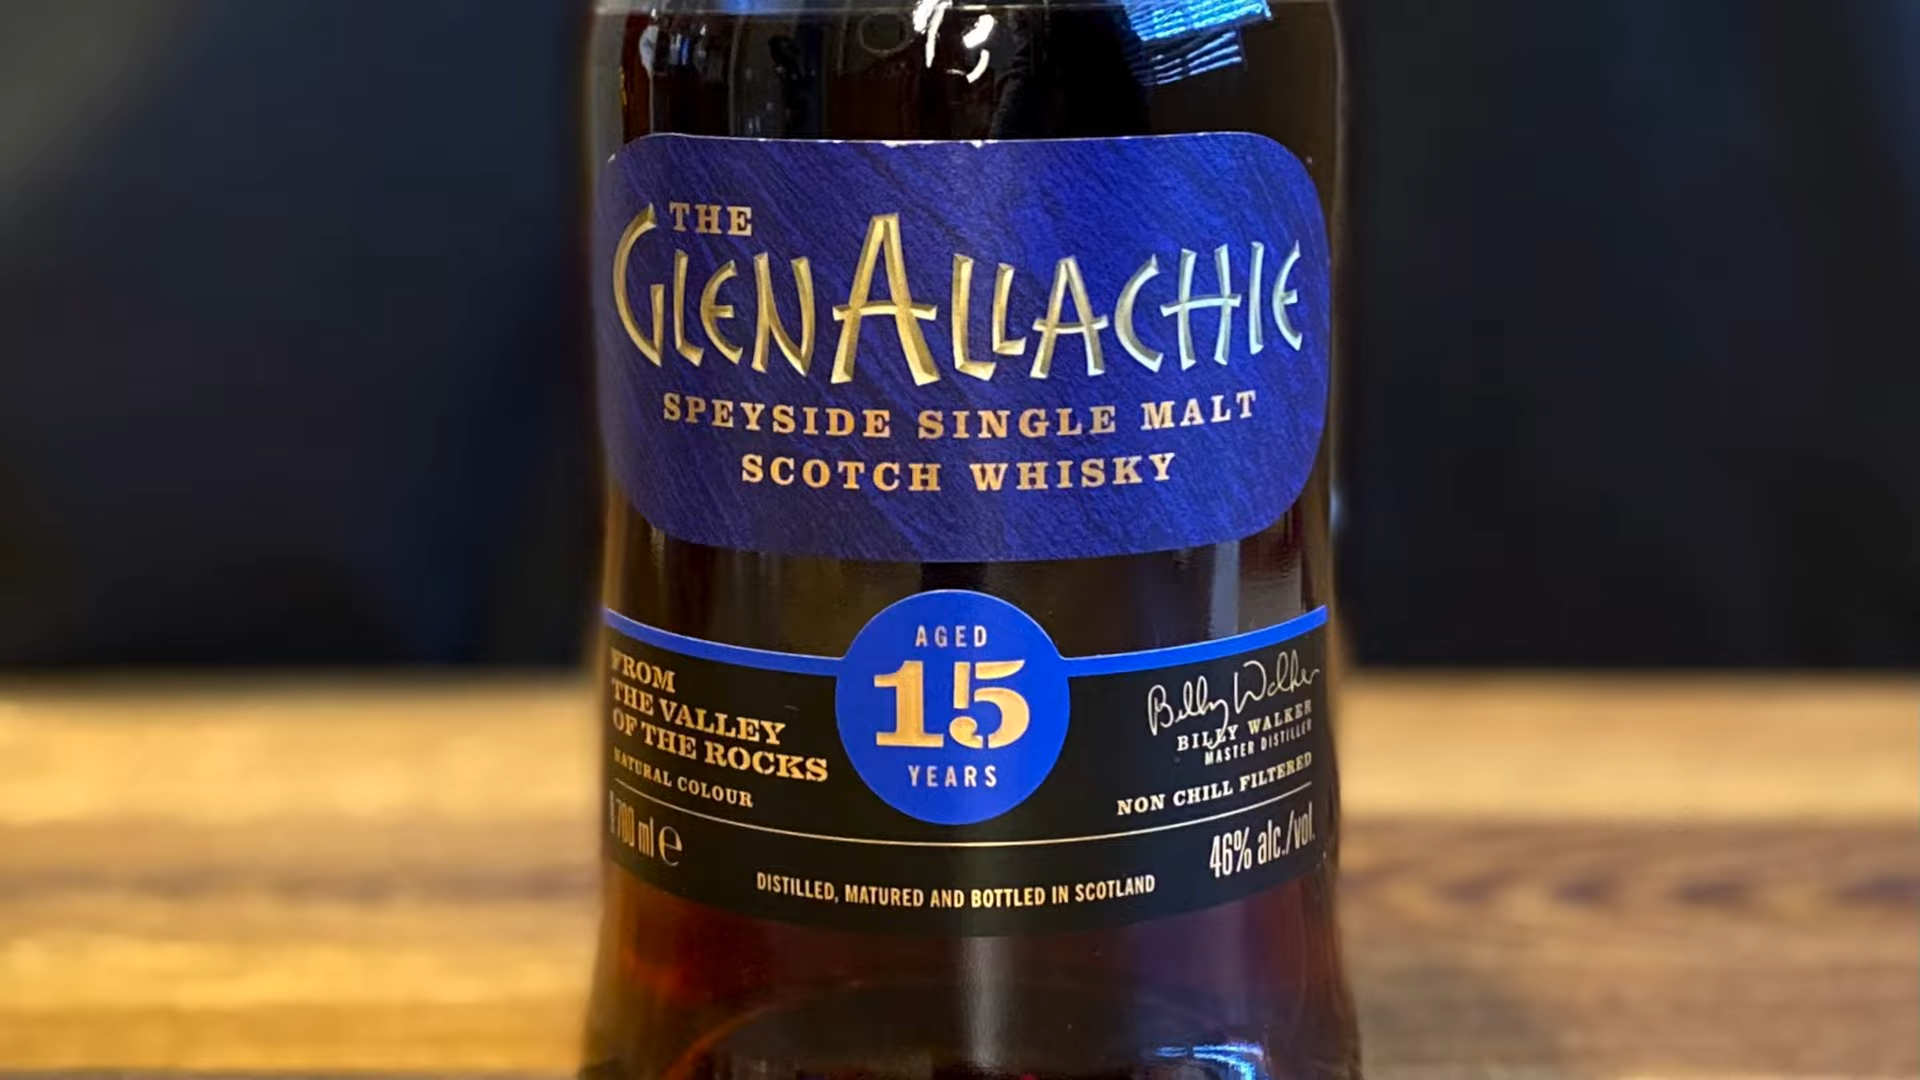 THE
GLENALLACHIE
SPEYSIDE SINGLE MALT
SCOTCH WHISKY
AGED
15
YEARS
FROM
THE VALLEY
OF THE ROCKS
NATURAL COLOUR
700 ml e
Billy Walker
BILLY WALKER
MASTER DISTILLER
NON CHILL FILTERED
46% alc./vol.
DISTILLED, MATURED AND BOTTLED IN SCOTLAND